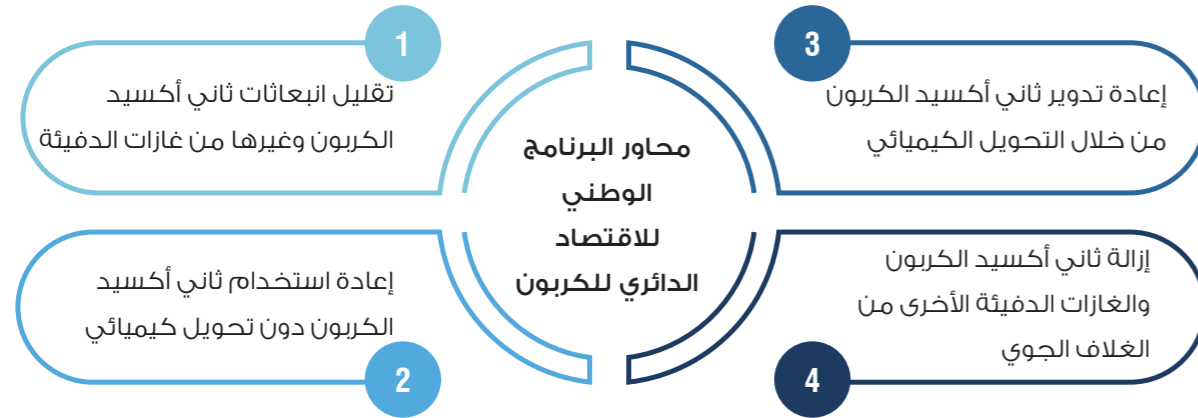 محاور البرنامج
الوطني
للاقتصاد
الدائري للكربون
1
تقليل انبعاثات ثاني أكسيد
الكربون وغيرها من غازات الدفيئة
2
إعادة استخدام ثاني أكسيد
الكربون دون تحويل كيميائي
3
إعادة تدوير ثاني أكسيد الكربون
من خلال التحويل الكيميائي
4
إزالة ثاني أكسيد الكربون
والغازات الدفيئة الأخرى من
الغلاف الجوي